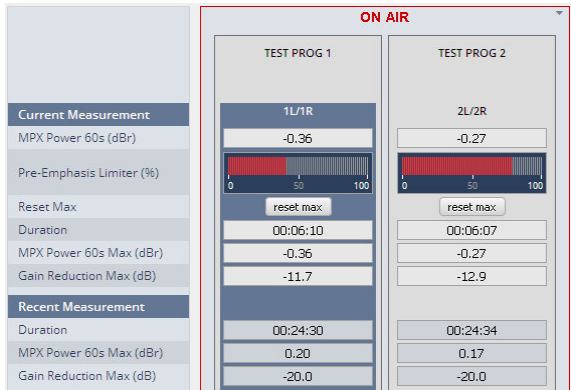 ON AIR
TEST PROG 1 TEST PROG 2
Current Measurement 1L/1R 2L/2R
MPX Power 60s (dBr) -0.36 -0.27
Pre-Emphasis Limiter (%) 0 50 100 0 50 100
Reset Max reset max reset max
Duration 00:06:10 00:06:07
MPX Power 60s Max (dBr) -0.36 -0.27
Gain Reduction Max (dB) -11.7 -12.9
Recent Measurement
Duration 00:24:30 00:24:34
MPX Power 60s Max (dBr) 0.20 0.17
Gain Reduction Max (dB) -20.0 -20.0